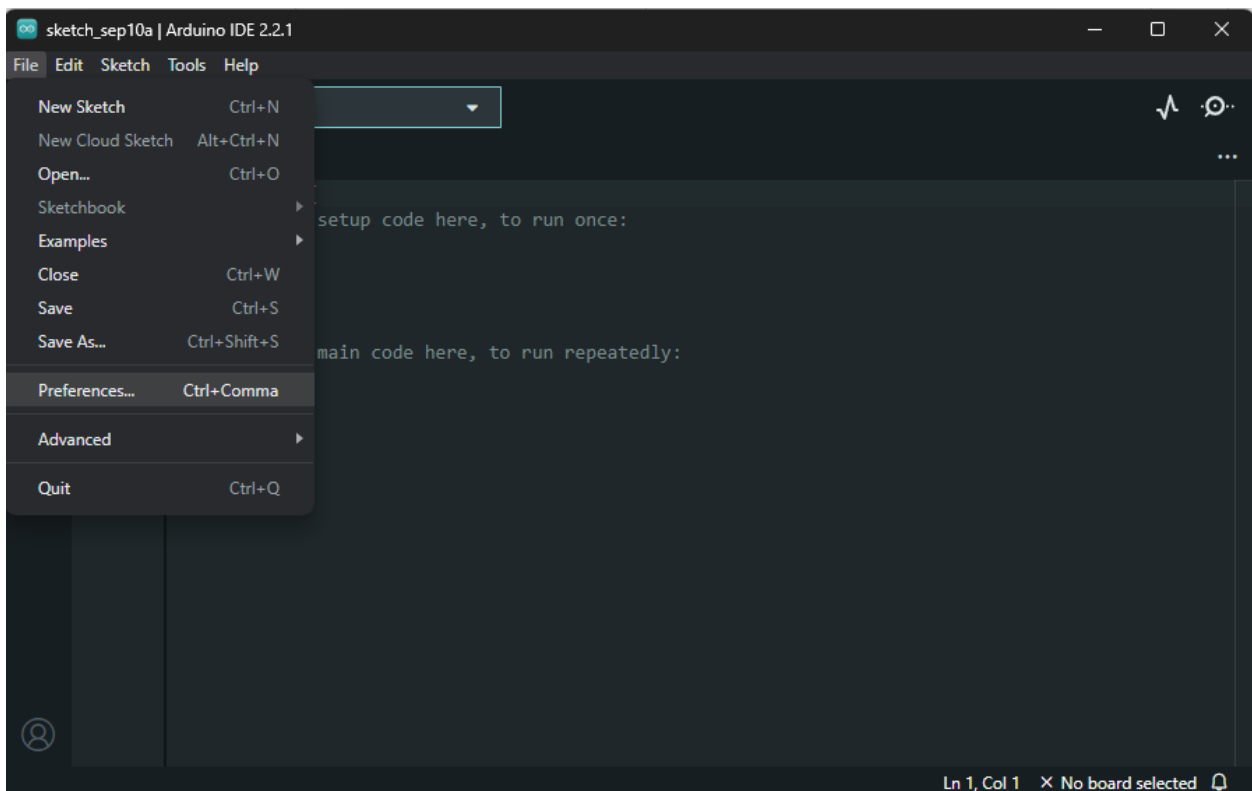 sketch_sep10a | Arduino IDE 2.2.1
File Edit Sketch Tools Help
New Sketch Ctrl+N
New Cloud Sketch Alt+Ctrl+N
Open... Ctrl+O
Sketchbook
Examples
Close Ctrl+W
Save Ctrl+S
Save As... Ctrl+Shift+S
Preferences... Ctrl+Comma
Advanced
Quit Ctrl+Q
setup code here, to run once:
main code here, to run repeatedly:
Ln 1, Col 1 × No board selected